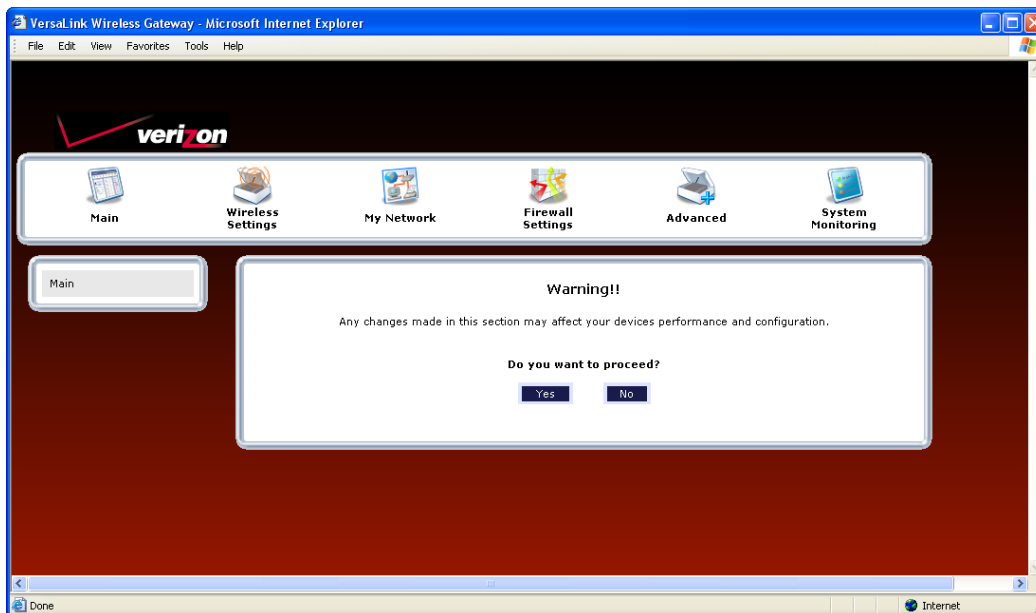 VersaLink Wireless Gateway - Microsoft Internet Explorer
File Edit View Favorites Tools Help
verizon
Main
Wireless Settings
My Network
Firewall Settings
Advanced
System Monitoring
Main
Warning!!
Any changes made in this section may affect your devices performance and configuration.
Do you want to proceed?
Yes No
Done Internet